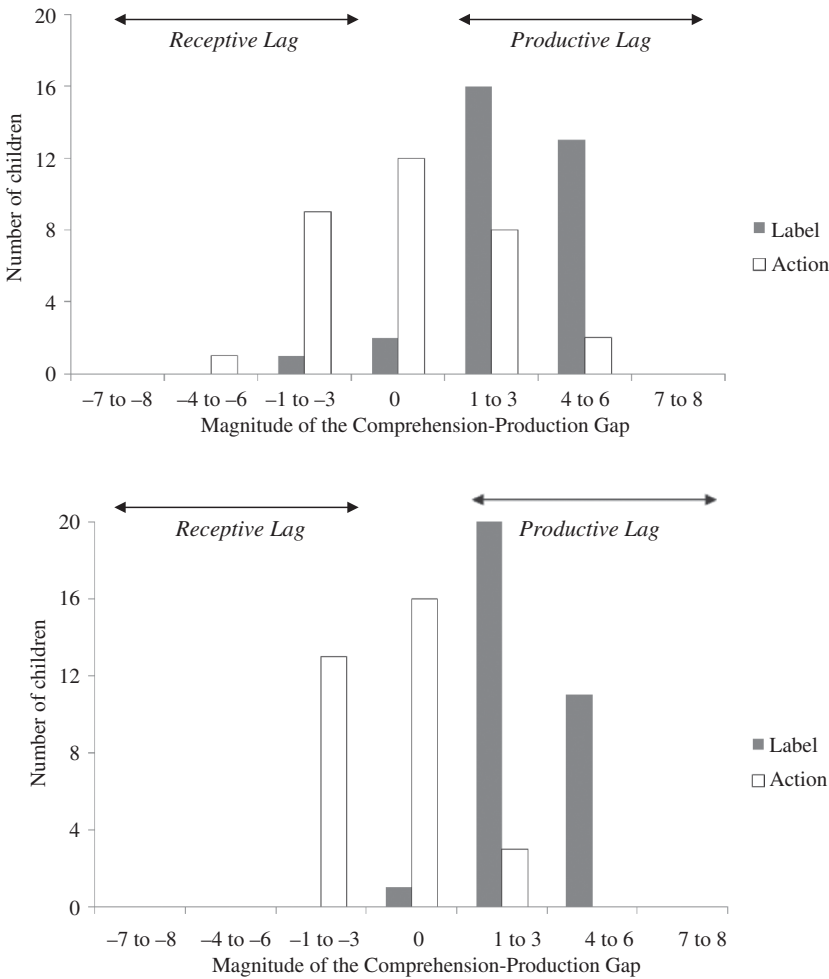 20
Receptive Lag Productive Lag
16
12
8
4
0
Number of children
Label
Action
–7 to –8 –4 to –6 –1 to –3 0 1 to 3 4 to 6 7 to 8
Magnitude of the Comprehension-Production Gap
20
Receptive Lag Productive Lag
16
12
8
4
0
Number of children
Label
Action
–7 to –8 –4 to –6 –1 to –3 0 1 to 3 4 to 6 7 to 8
Magnitude of the Comprehension-Production Gap